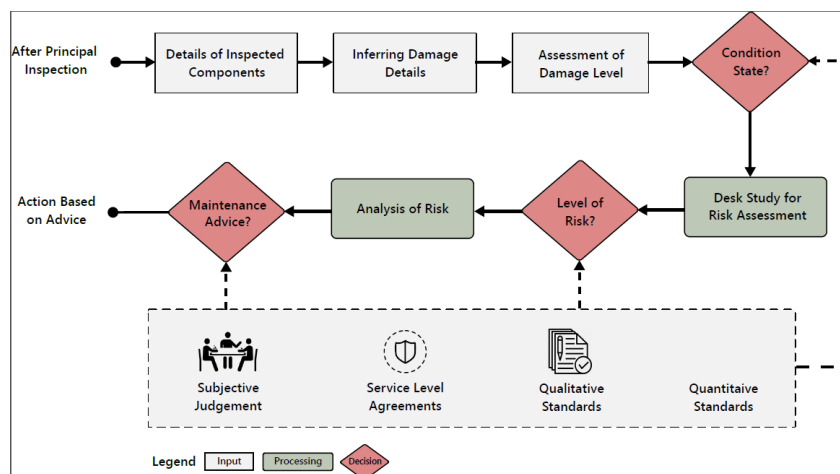 After Principal
Inspection
Details of Inspected
Components
Inferring Damage
Details
Assessment of
Damage Level
Condition
State?
Action Based
on Advice
Maintenance
Advice?
Analysis of Risk
Level of
Risk?
Desk Study for
Risk Assessment
Subjective
Judgement
Service Level
Agreements
Qualitative
Standards
Quantitaive
Standards
Legend
Input
Processing
Decision